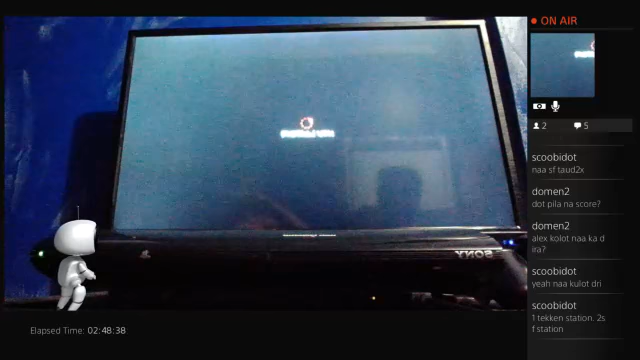 ON AIR
2
5
scoobidot
naa sf taud2x
domen2
dot pila na score?
domen2
alex kolot naa ka d
ira?
scoobidot
yeah naa kulot dri
scoobidot
1 tekken station. 2s
f station
SONY
Elapsed Time: 02:48:38